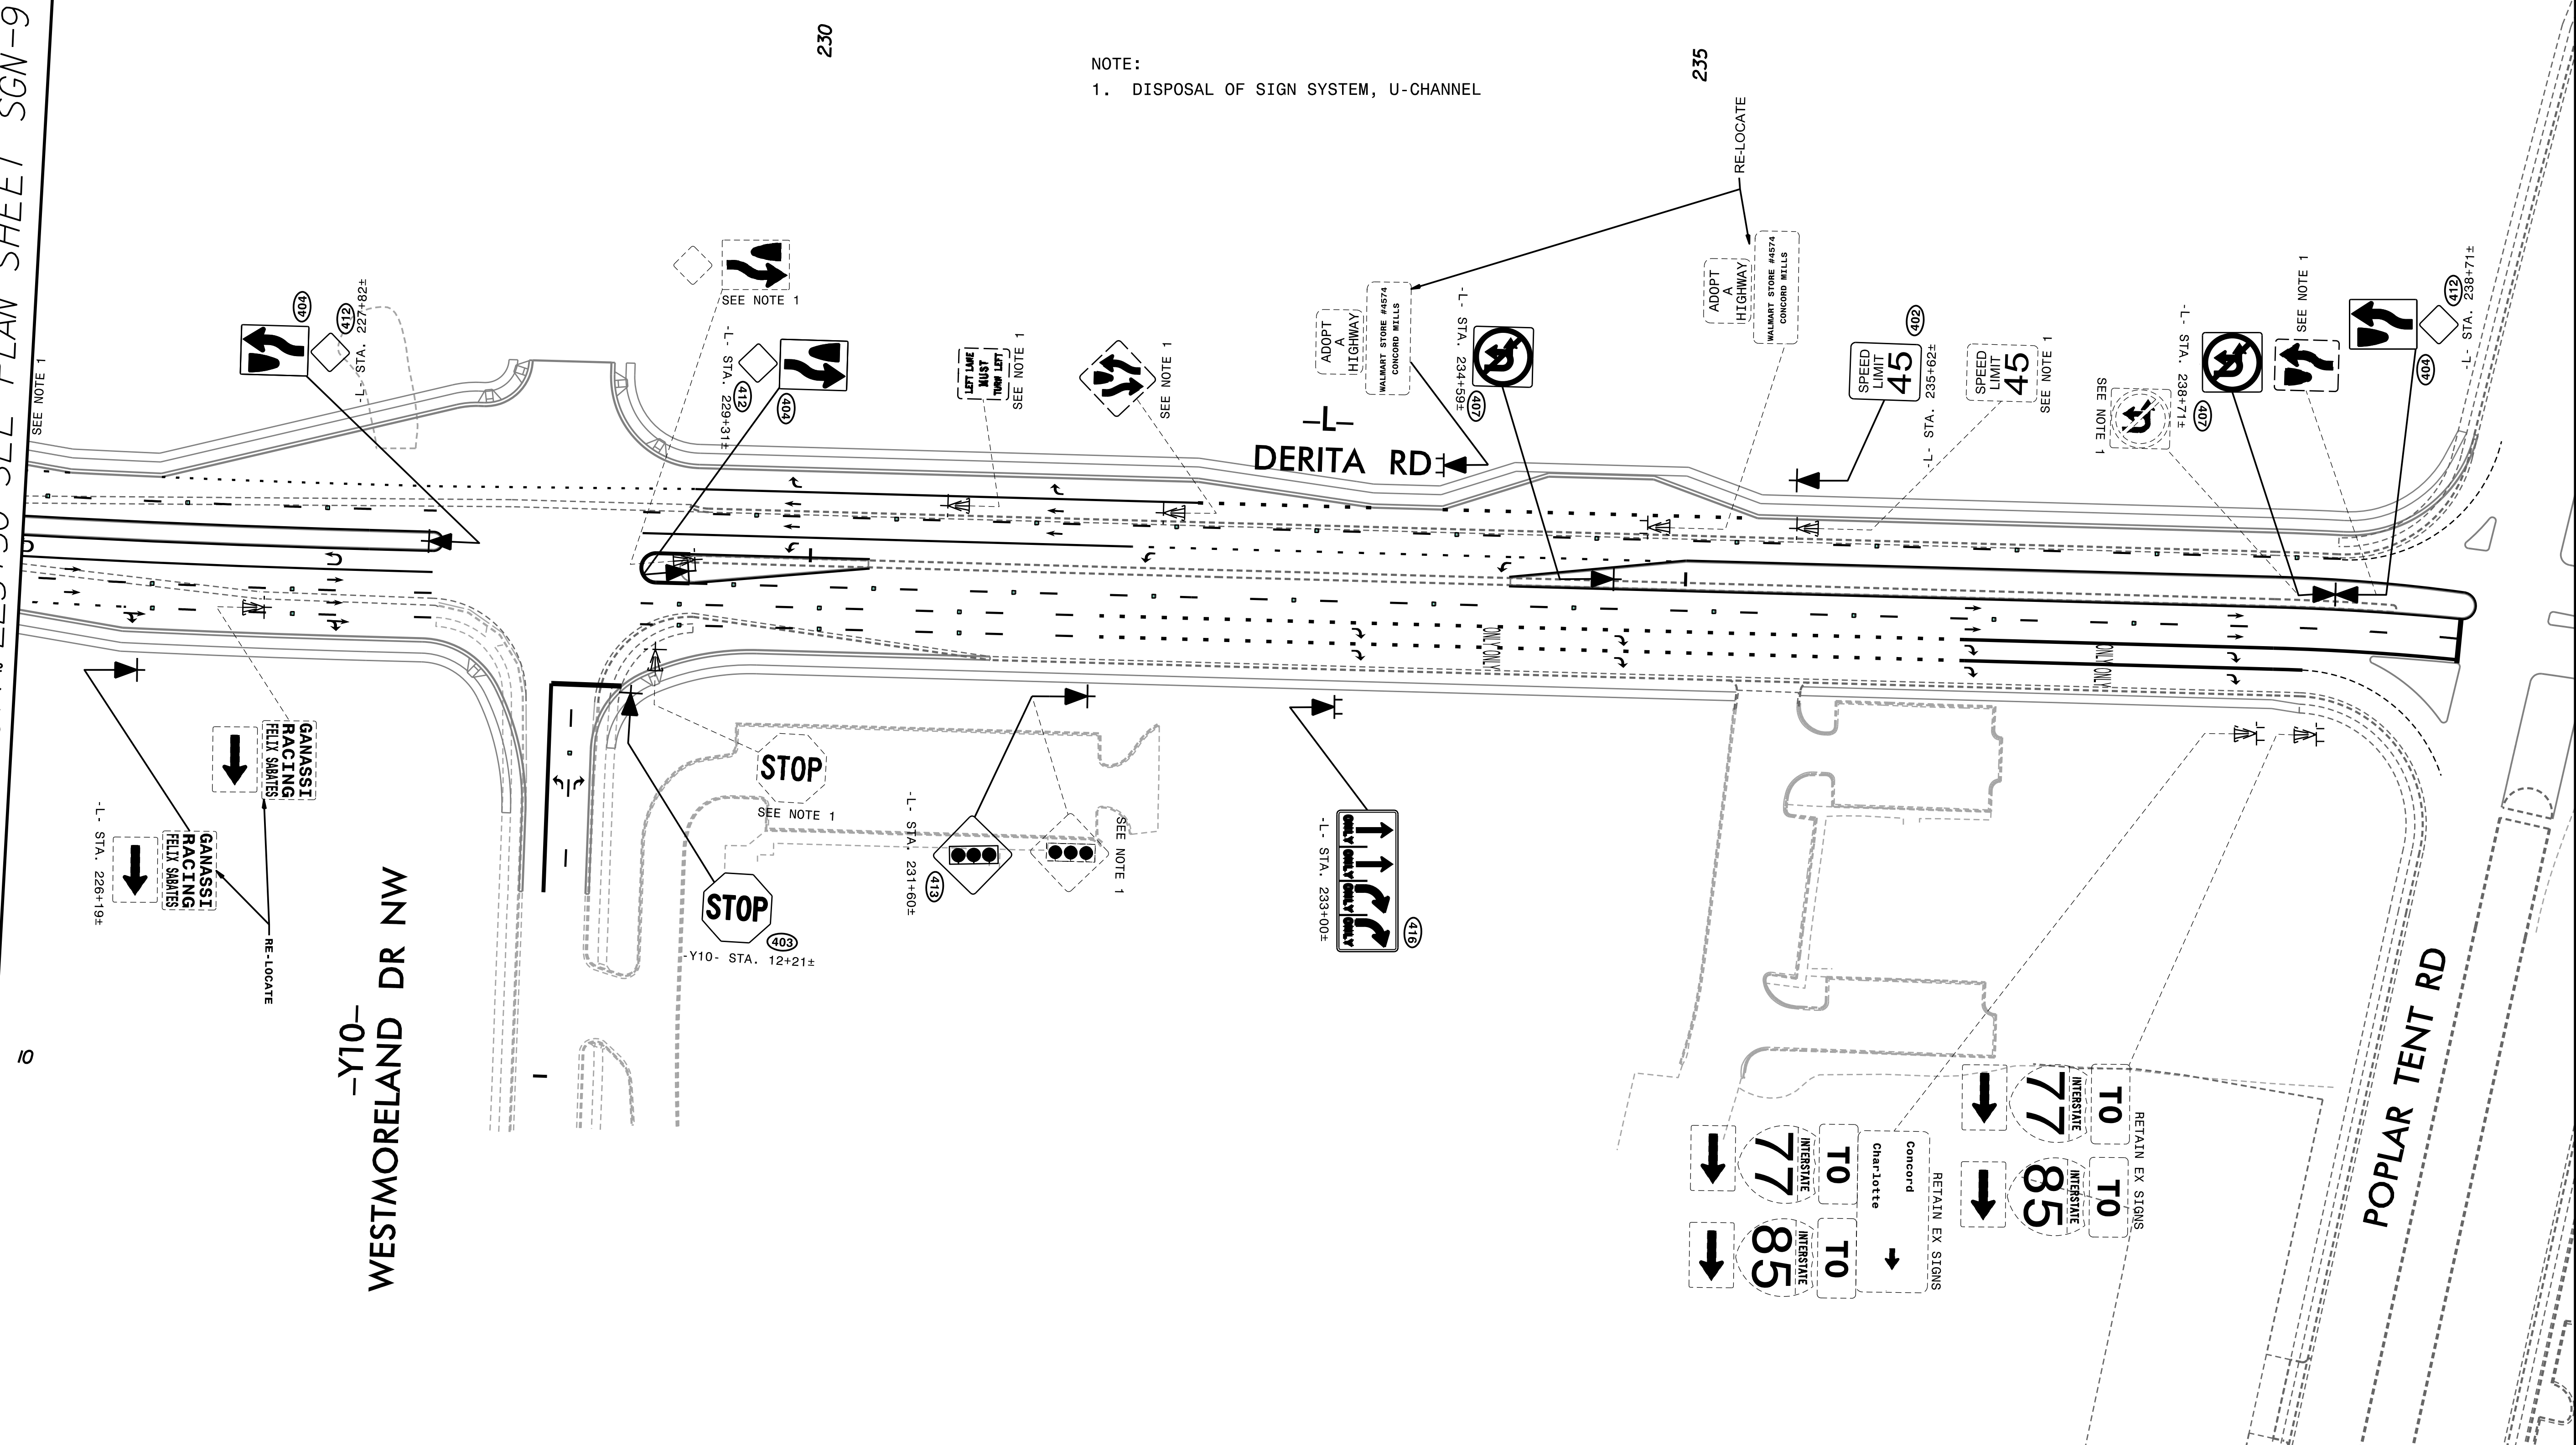 SEE PLAN SHEET SGN-9
SEE NOTE 1
230
NOTE:
1. DISPOSAL OF SIGN SYSTEM, U-CHANNEL
235
RE-LOCATE
404
412
-L- STA. 227+82±
SEE NOTE 1
-L- STA. 229+31±
412
404
LEFT LANE
MUST
TURN LEFT
SEE NOTE 1
SEE NOTE 1
ADOPT
A
HIGHWAY
WALMART STORE #4574
CONCORD MILLS
-L- STA. 234+59±
407
ADOPT
A
HIGHWAY
WALMART STORE #4574
CONCORD MILLS
SPEED
LIMIT
45
402
-L- STA. 235+62±
SPEED
LIMIT
45
SEE NOTE 1
SEE NOTE 1
-L- STA. 238+71±
407
SEE NOTE 1
404
412
-L- STA. 238+71±
-L-
DERITA RD
ONLY ONLY
ONLY ONLY
GANASSI
RACING
FELIX SABATES
GANASSI
RACING
FELIX SABATES
-L- STA. 226+19±
RE-LOCATE
-Y10-
WESTMORELAND DR NW
10
STOP
SEE NOTE 1
STOP
403
-Y10- STA. 12+21±
-L- STA. 231+60±
413
SEE NOTE 1
-L- STA. 233+00±
ONLY ONLY ONLY ONLY
416
TO
INTERSTATE
77
TO
INTERSTATE
85
Concord
Charlotte
RETAIN EX SIGNS
TO
INTERSTATE
77
TO
INTERSTATE
85
RETAIN EX SIGNS
POPLAR TENT RD